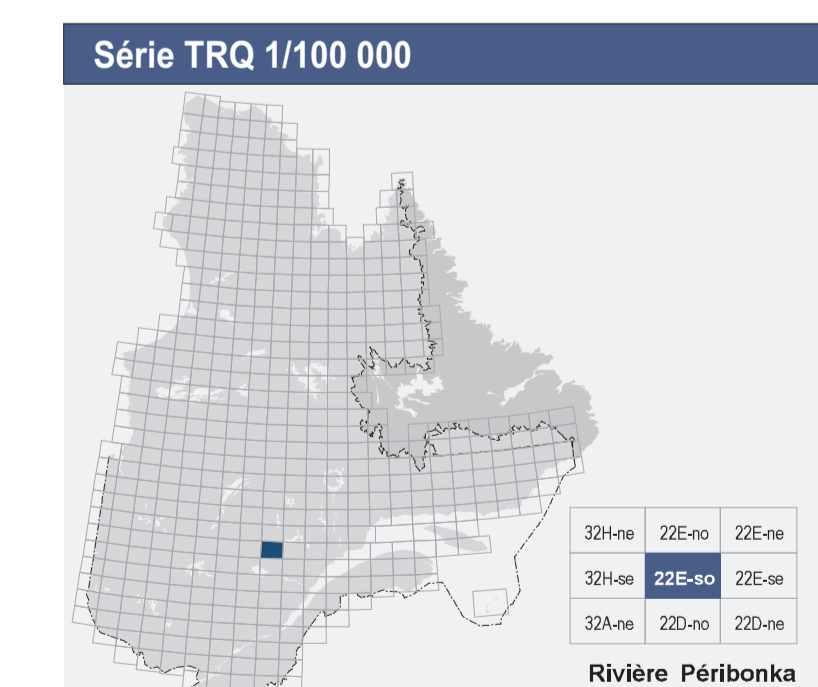 Série TRQ 1/100 000
32H-ne 22E-no 22E-ne
32H-se 22E-so 22E-se
32A-ne 22D-no 22D-ne
Rivière Péribonka